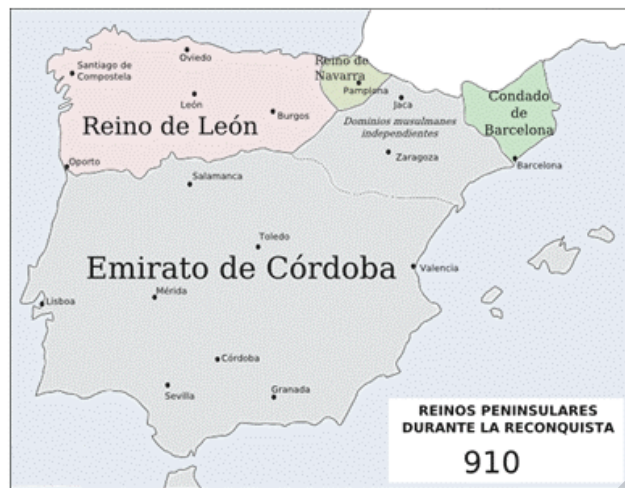 Oviedo
Santiago de
Compostela
Reino de
Navarra
Pamplona
León
Jaca
Condado
de
Barcelona
Burgos
Reino de León
Dominios musulmanes
independientes
Oporto
Zaragoza
Barcelona
Salamanca
Toledo
Emirato de Córdoba
Valencia
Mérida
Lisboa
Córdoba
Sevilla
Granada
REINOS PENINSULARES
DURANTE LA RECONQUISTA
910